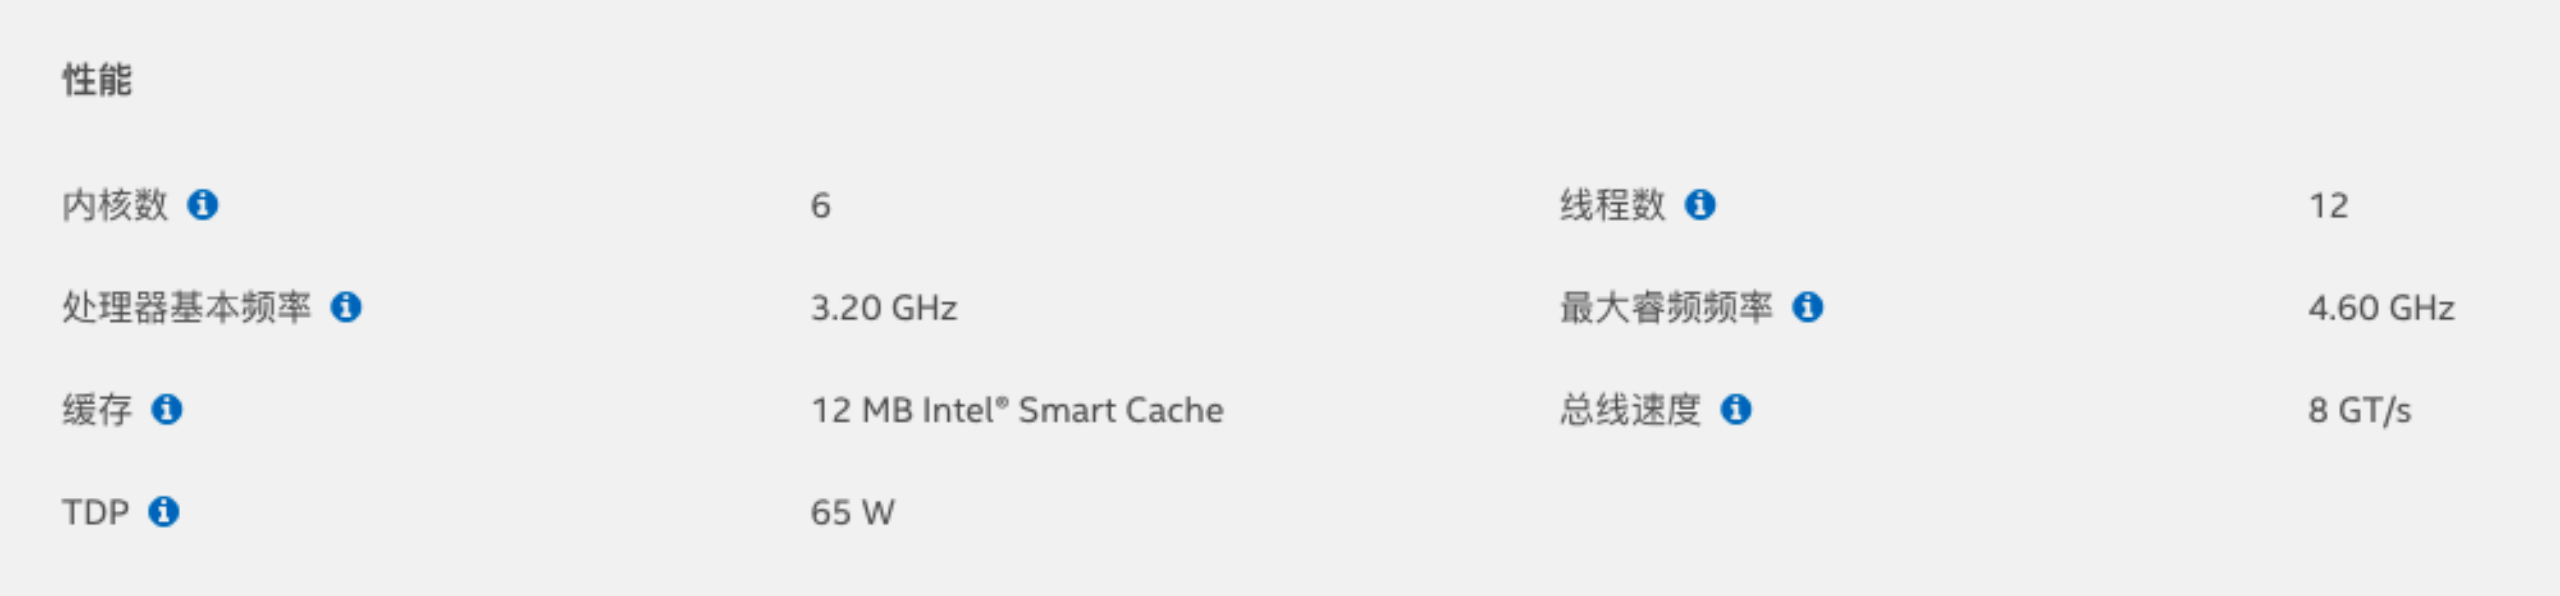 性能
内核数 6 线程数 12
处理器基本频率 3.20 GHz 最大睿频频率 4.60 GHz
缓存 12 MB Intel® Smart Cache 总线速度 8 GT/s
TDP 65 W